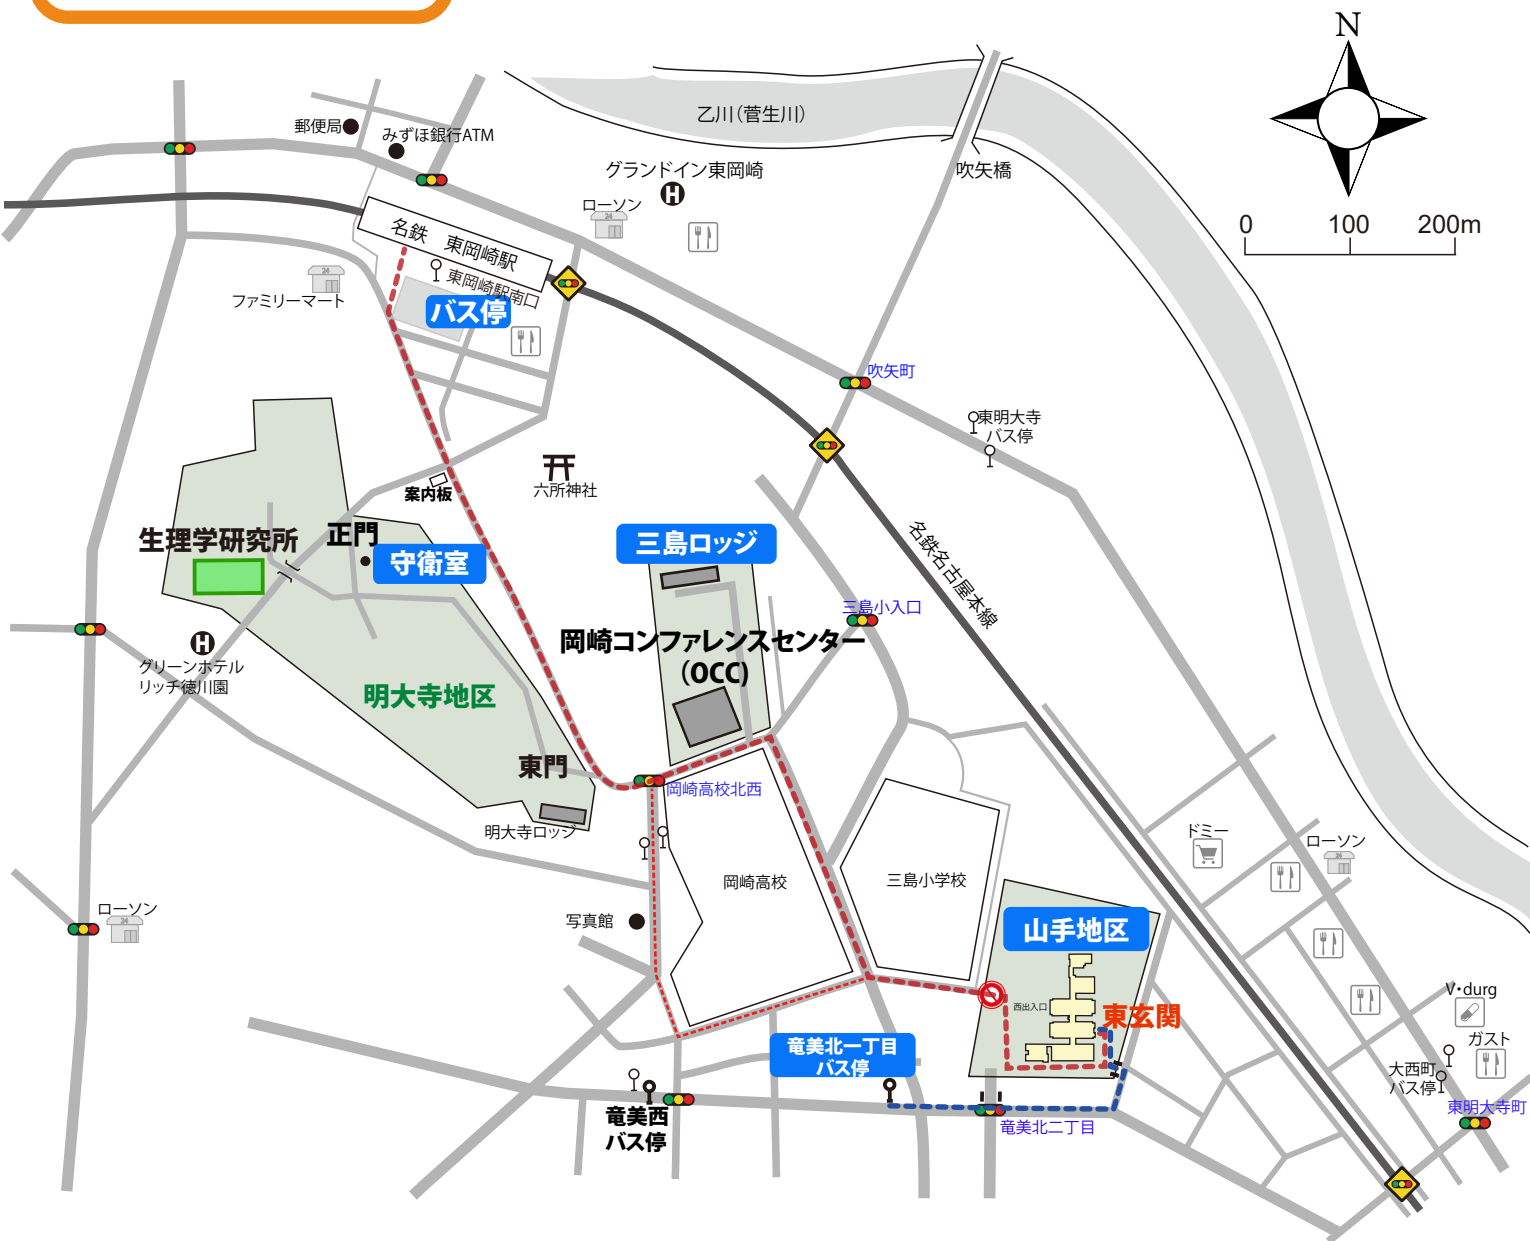 N
0 100 200m
乙川（菅生川）
郵便局
みずほ銀行ATM
グランドイン東岡崎
H
吹矢橋
ローソン
24
名鉄 東岡崎駅
東岡崎駅南口
バス停
24
ファミリーマート
吹矢町
東明大寺
バス停
案内板
六所神社
生理学研究所
正門
守衛室
三島ロッジ
名鉄名古屋本線
三島小入口
岡崎コンファレンスセンター
（OCC）
H
グリーンホテル
リッチ徳川園
明大寺地区
東門
岡崎高校北西
明大寺ロッジ
ドミー
ローソン
24
岡崎高校
三島小学校
ローソン
24
写真館
山手地区
西出入口
東玄関
V・durg
ガスト
竜美北一丁目
バス停
大西町
バス停
竜美西
バス停
竜美北二丁目
東明大寺町